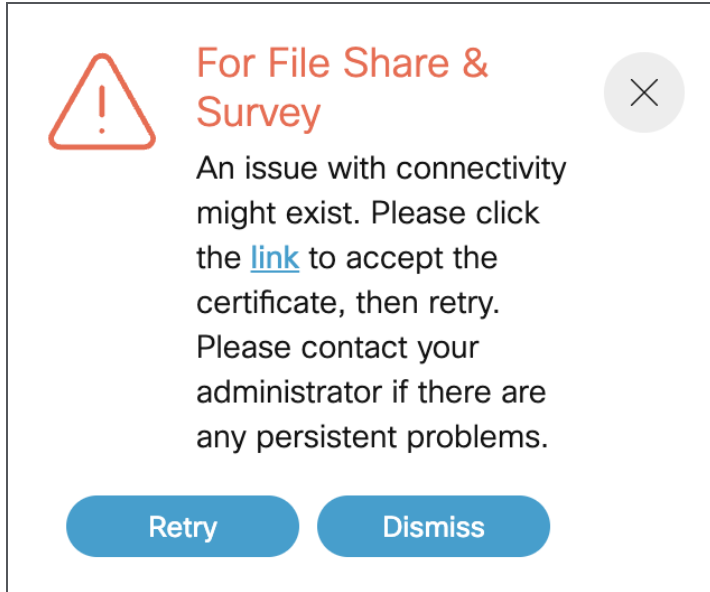 For File Share &
Survey
An issue with connectivity
might exist. Please click
the link to accept the
certificate, then retry.
Please contact your
administrator if there are
any persistent problems.
Retry
Dismiss